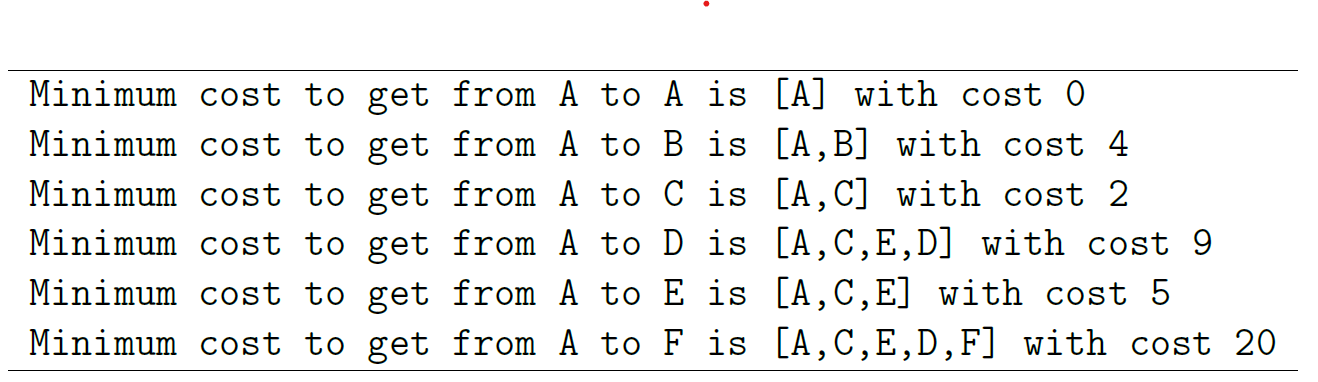 Minimum cost to get from A to A is [A] with cost 0
Minimum cost to get from A to B is [A,B] with cost 4
Minimum cost to get from A to C is [A,C] with cost 2
Minimum cost to get from A to D is [A,C,E,D] with cost 9
Minimum cost to get from A to E is [A,C,E] with cost 5
Minimum cost to get from A to F is [A,C,E,D,F] with cost 20